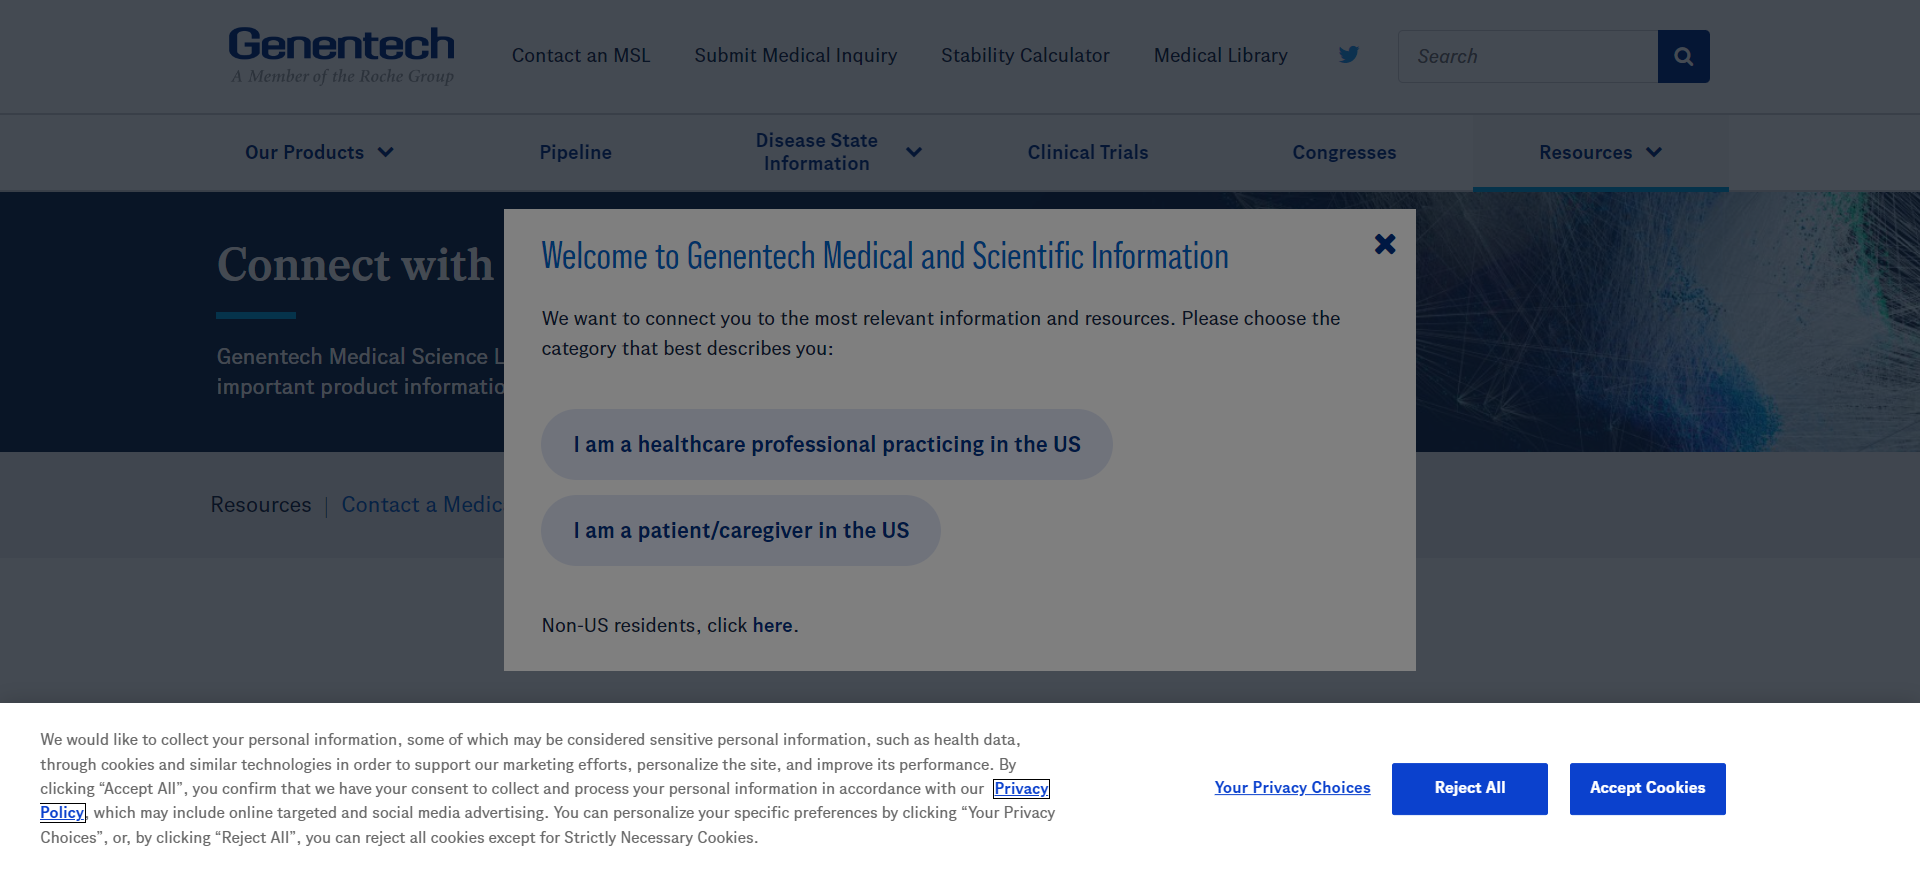 Genentech
A Member of the Roche Group
Contact an MSL
Submit Medical Inquiry
Stability Calculator
Medical Library
Search
Our Products
Pipeline
Disease State
Information
Clinical Trials
Congresses
Resources
Connect with
Genentech Medical Science L
important product informatio
Resources | Contact a Medic
Welcome to Genentech Medical and Scientific Information
We want to connect you to the most relevant information and resources. Please choose the
category that best describes you:
I am a healthcare professional practicing in the US
I am a patient/caregiver in the US
Non-US residents, click here.
We would like to collect your personal information, some of which may be considered sensitive personal information, such as health data,
through cookies and similar technologies in order to support our marketing efforts, personalize the site, and improve its performance. By
clicking “Accept All”, you confirm that we have your consent to collect and process your personal information in accordance with our Privacy
Policy, which may include online targeted and social media advertising. You can personalize your specific preferences by clicking “Your Privacy
Choices”, or, by clicking “Reject All”, you can reject all cookies except for Strictly Necessary Cookies.
Your Privacy Choices
Reject All
Accept Cookies